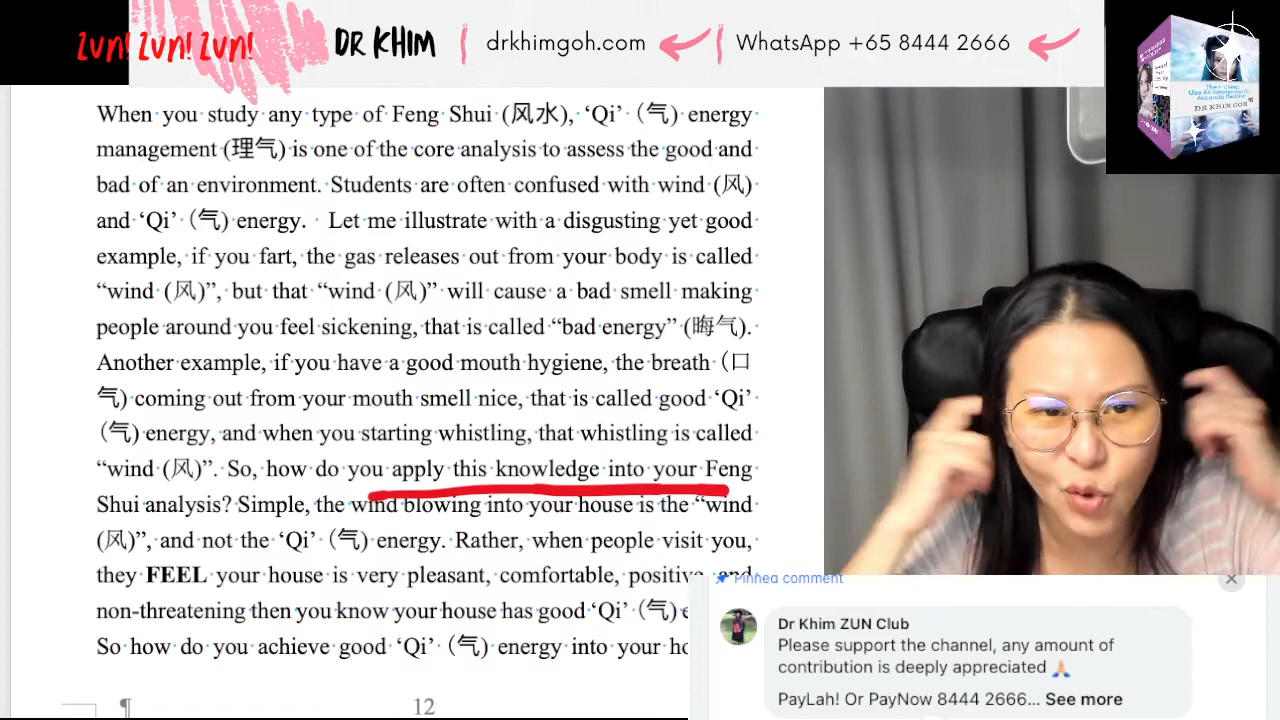 Zun! Zun! Zun!
DR KHIM
drkhimgoh.com
WhatsApp +65 8444 2666
DR KHIM GOH
When you study any type of Feng Shui (风水), ‘Qi’ (气) energy
management (理气) is one of the core analysis to assess the good and
bad of an environment. Students are often confused with wind (风)
and ‘Qi’ (气) energy. Let me illustrate with a disgusting yet good
example, if you fart, the gas releases out from your body is called
“wind (风)”, but that “wind (风)” will cause a bad smell making
people around you feel sickening, that is called “bad energy” (晦气).
Another example, if you have a good mouth hygiene, the breath (口
气) coming out from your mouth smell nice, that is called good ‘Qi’
(气) energy, and when you starting whistling, that whistling is called
“wind (风)”. So, how do you apply this knowledge into your Feng
Shui analysis? Simple, the wind blowing into your house is the “wind
(风)”, and not the ‘Qi’ (气) energy. Rather, when people visit you,
they FEEL your house is very pleasant, comfortable, positive and
non-threatening then you know your house has good ‘Qi’ (气) e
So how do you achieve good ‘Qi’ (气) energy into your ho
12
Pinned comment
Dr Khim ZUN Club
Please support the channel, any amount of
contribution is deeply appreciated 🙏🏻
PayLah! Or PayNow 8444 2666... See more